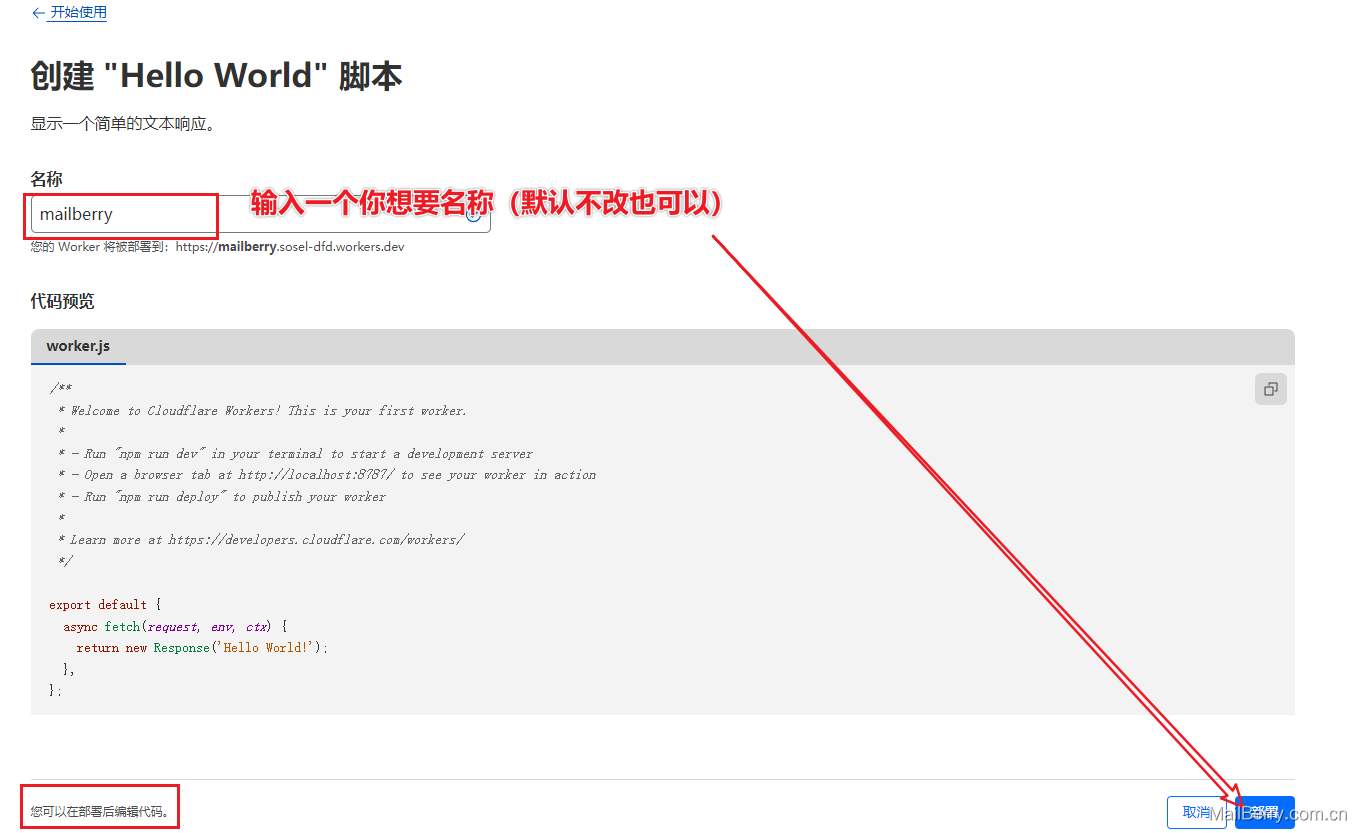 开始使用
创建 "Hello World" 脚本
显示一个简单的文本响应。
名称
mailberry
输入一个你想要名称（默认不改也可以）
您的 Worker 将被部署到：https://mailberry.sosel-dfd.workers.dev
代码预览
worker.js
/**
* Welcome to Cloudflare Workers! This is your first worker.
*
* - Run "npm run dev" in your terminal to start a development server
* - Open a browser tab at http://localhost:8787/ to see your worker in action
* - Run "npm run deploy" to publish your worker
*
* Learn more at https://developers.cloudflare.com/workers/
*/
export default {
async fetch(request, env, ctx) {
return new Response('Hello World!');
},
};
您可以在部署后编辑代码。
取消
部署
MailBerry.com.cn